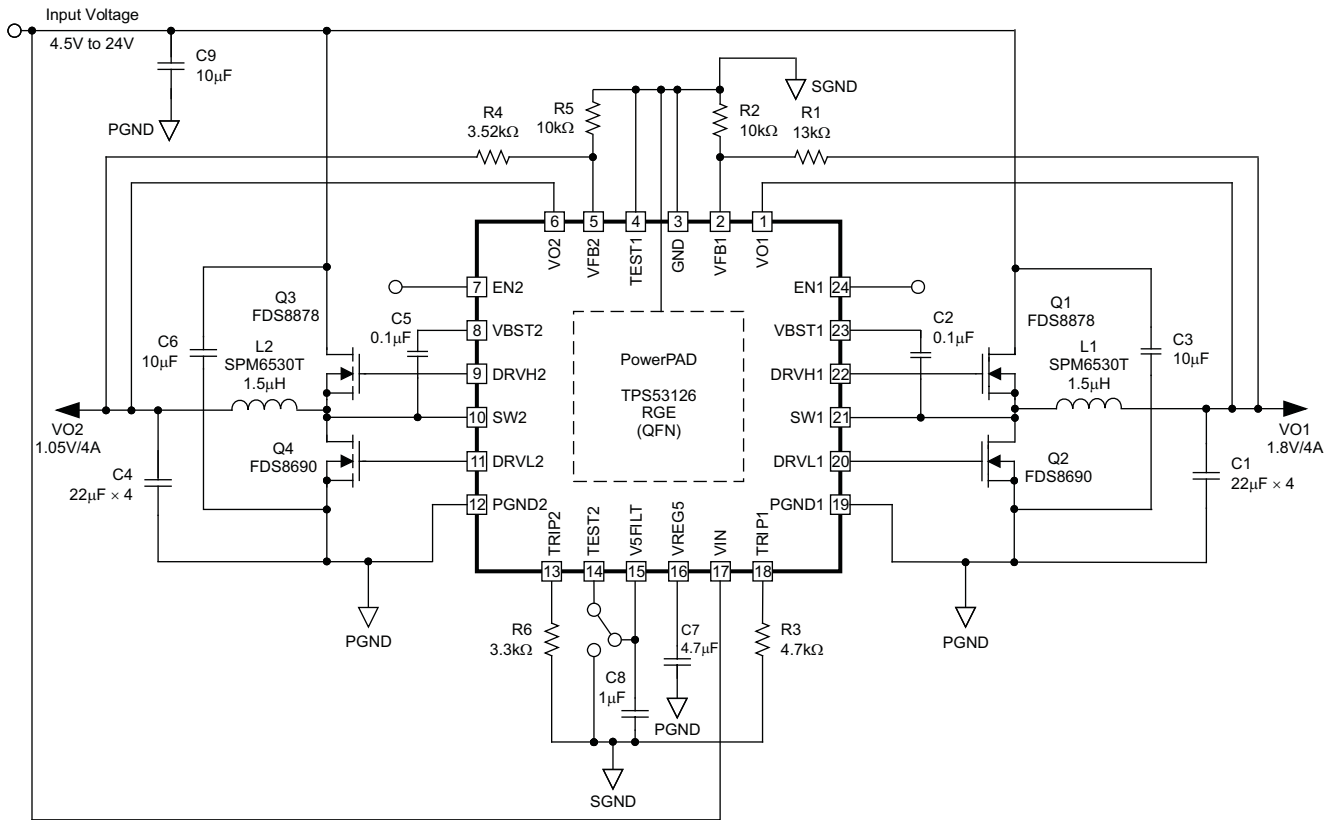 Input Voltage
4.5V to 24V
C9
10μF
PGND
SGND
R4
3.52kΩ
R5
10kΩ
R2
10kΩ
R1
13kΩ
6
5
4
3
2
1
VO2
VFB2
TEST1
GND
VFB1
VO1
7
EN2
EN1
24
8
VBST2
VBST1
23
9
DRVH2
DRVH1
22
10
SW2
SW1
21
11
DRVL2
DRVL1
20
12
PGND2
PGND1
19
PowerPAD
TPS53126
RGE
(QFN)
Q3
FDS8878
C5
0.1μF
C6
10μF
L2
SPM6530T
1.5μH
VO2
1.05V/4A
Q4
FDS8690
C4
22μF × 4
PGND
C2
0.1μF
Q1
FDS8878
C3
10μF
L1
SPM6530T
1.5μH
VO1
1.8V/4A
Q2
FDS8690
C1
22μF × 4
PGND
TRIP2
TEST2
V5FILT
VREG5
VIN
TRIP1
13
14
15
16
17
18
R6
3.3kΩ
C7
4.7μF
R3
4.7kΩ
C8
1μF
PGND
SGND